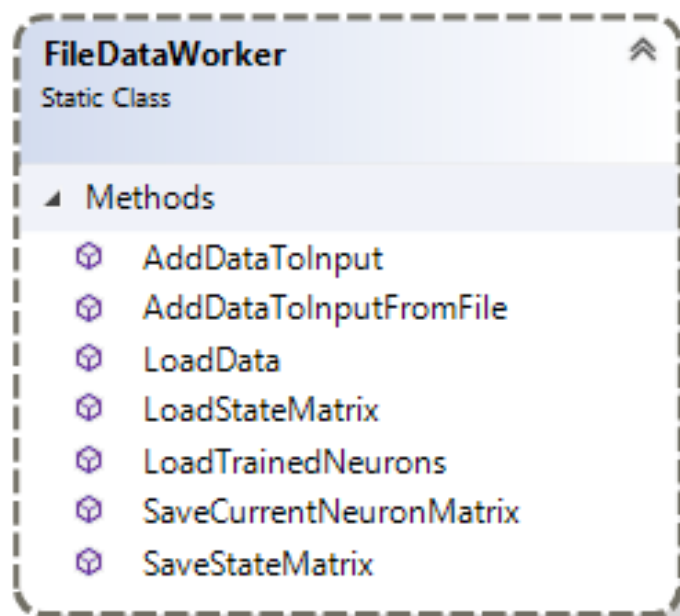 FileDataWorker
Static Class
Methods
AddDataToInput
AddDataToInputFromFile
LoadData
LoadStateMatrix
LoadTrainedNeurons
SaveCurrentNeuronMatrix
SaveStateMatrix